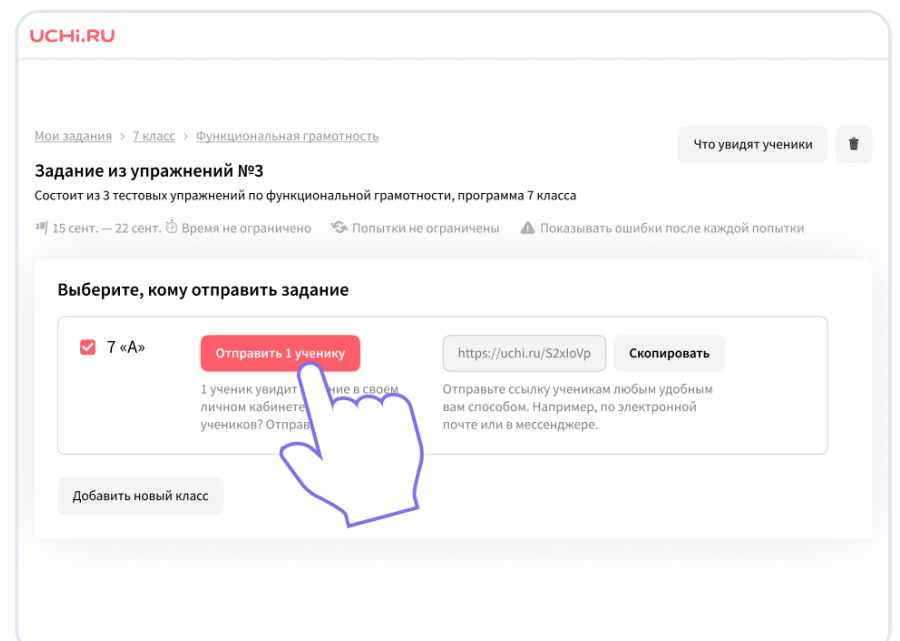 UCHi.RU
Мои задания > 7 класс > Функциональная грамотность
Что увидят ученики
Задание из упражнений №3
Состоит из 3 тестовых упражнений по функциональной грамотности, программа 7 класса
15 сент. — 22 сент. Время не ограничено Попытки не ограничены Показывать ошибки после каждой попытки
Выберите, кому отправить задание
7 «А»
Отправить 1 ученику
1 ученик увидит в своем
личном кабинете
учеников?
https://uchi.ru/S2xIoVp
Скопировать
Отправьте ссылку ученикам любым удобным
вам способом. Например, по электронной
почте или в мессенджере.
Добавить новый класс